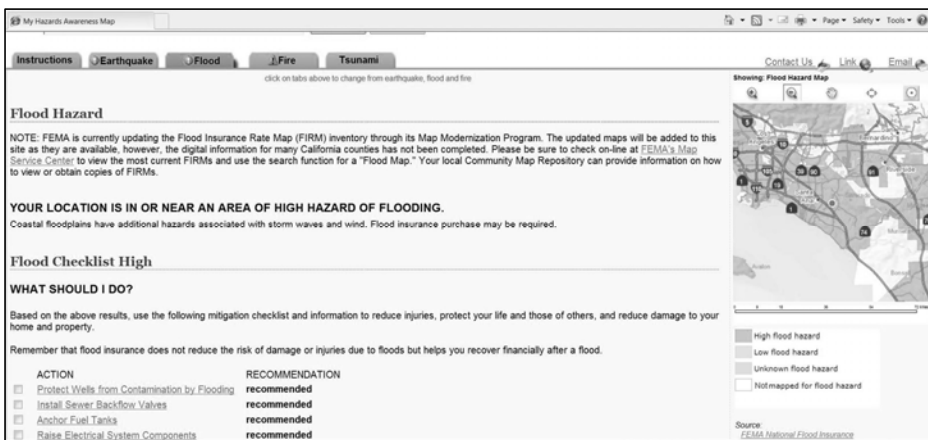 My Hazards Awareness Map
Page Safety Tools
Instructions Earthquake Flood Fire Tsunami
Contact Us Link Email
click on tabs above to change from earthquake, flood and fire
Showing: Flood Hazard Map
Flood Hazard
NOTE: FEMA is currently updating the Flood Insurance Rate Map (FIRM) inventory through its Map Modernization Program. The updated maps will be added to this
site as they are available, however, the digital information for many California counties has not been completed. Please be sure to check on-line at FEMA's Map
Service Center to view the most current FIRMs and use the search function for a "Flood Map." Your local Community Map Repository can provide information on how
to view or obtain copies of FIRMs.
YOUR LOCATION IS IN OR NEAR AN AREA OF HIGH HAZARD OF FLOODING.
Coastal floodplains have additional hazards associated with storm waves and wind. Flood insurance purchase may be required.
Flood Checklist High
WHAT SHOULD I DO?
Based on the above results, use the following mitigation checklist and information to reduce injuries, protect your life and those of others, and reduce damage to your
home and property.
Remember that flood insurance does not reduce the risk of damage or injuries due to floods but helps you recover financially after a flood.
ACTION RECOMMENDATION
Protect Wells from Contamination by Flooding recommended
Install Sewer Backflow Valves recommended
Anchor Fuel Tanks recommended
Raise Electrical System Components recommended
Riverside
Avalon
High flood hazard
Low flood hazard
Unknown flood hazard
Not mapped for flood hazard
Source:
FEMA National Flood Insurance